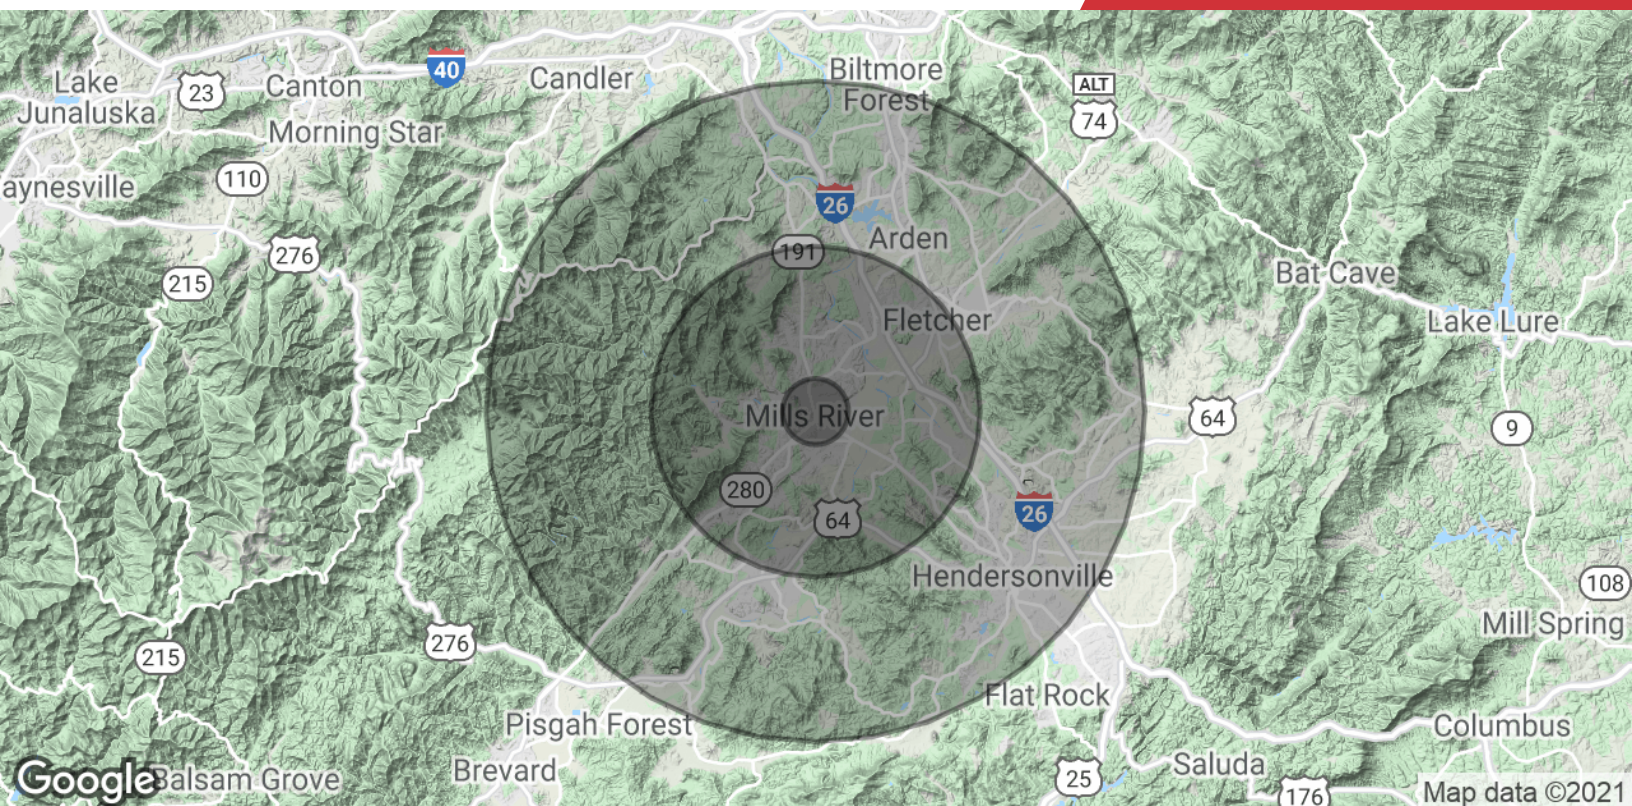 40
Lake
Junaluska
23
Canton
Candler
Biltmore
Forest
ALT
74
Morning Star
110
aynesville
26
276
191
Arden
215
Bat Cave
Fletcher
Lake Lure
Mills River
64
9
280
64
26
Hendersonville
108
Mill Spring
276
215
Flat Rock
Pisgah Forest
Columbus
Brevard
Saluda
Google
Balsam Grove
25
176
Map data ©2021